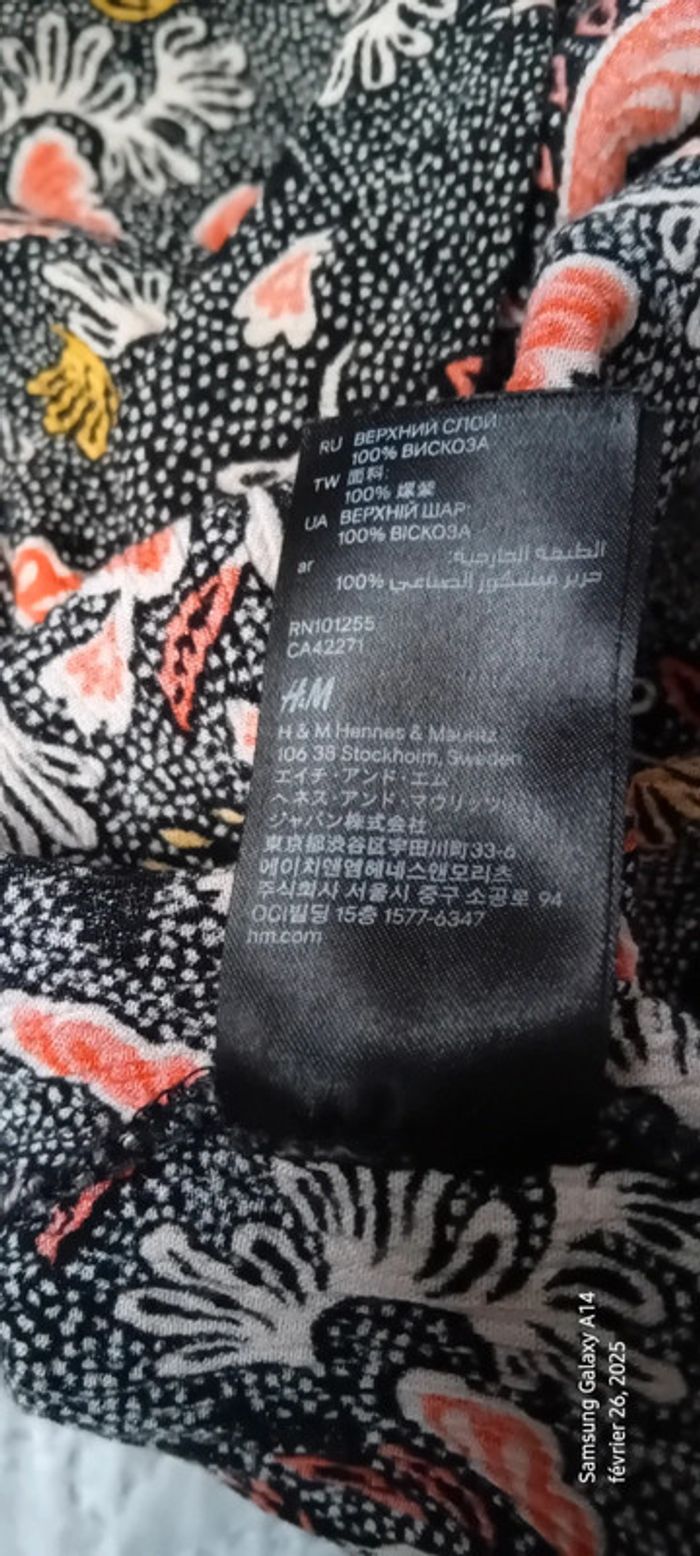 RU ВЕРХНИЙ СЛОЙ
100% ВИСКОЗА
TW 面料:
100% 嫘縈
UA ВЕРХНІЙ ШАР:
100% ВІСКОЗА
ar الطبقة الخارجية:
100% حرير فيسكوز الصناعي
RN101255
CA42271
H&M
H & M Hennes & Mauritz
106 38 Stockholm, Sweden
エイチ・アンド・エム
ヘネス・アンド・マウリッツ
ジャパン株式会社
東京都渋谷区宇田川町33-6
에이치앤엠헤네스앤모리츠
주식회사 서울시 중구 소공로 94
OCI빌딩 15층 1577-6347
hm.com
Samsung Galaxy A14
février 26, 2025